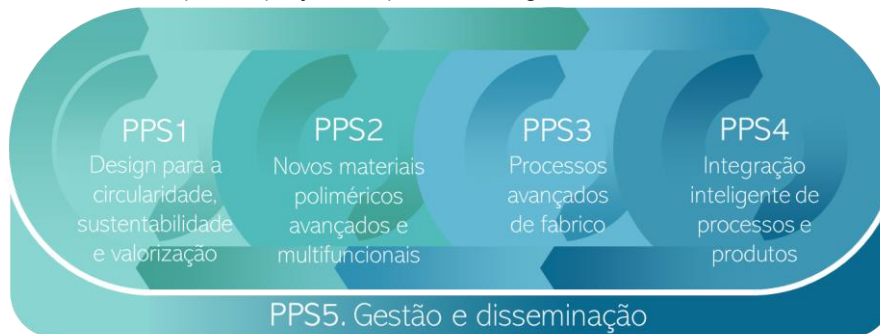 PPS1
Design para a
circularidade,
sustentabilidade
e valorização
PPS2
Novos materiais
poliméricos
avançados e
multifuncionais
PPS3
Processos
avançados
de fabrico
PPS4
Integração
inteligente de
processos e
produtos
PPS5. Gestão e disseminação